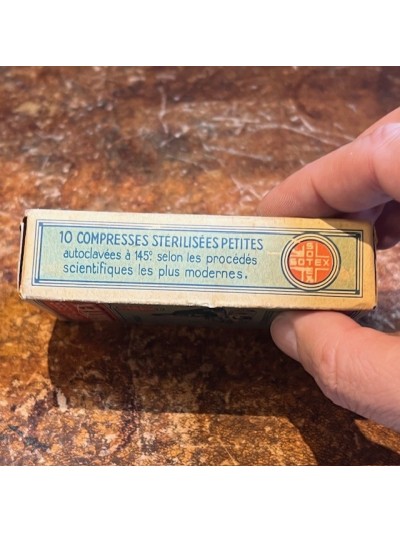 10 COMPRESSES STÉRILISÉES PETITES
autoclavées à 145° selon les procédés
scientifiques les plus modernes.
SOTEX